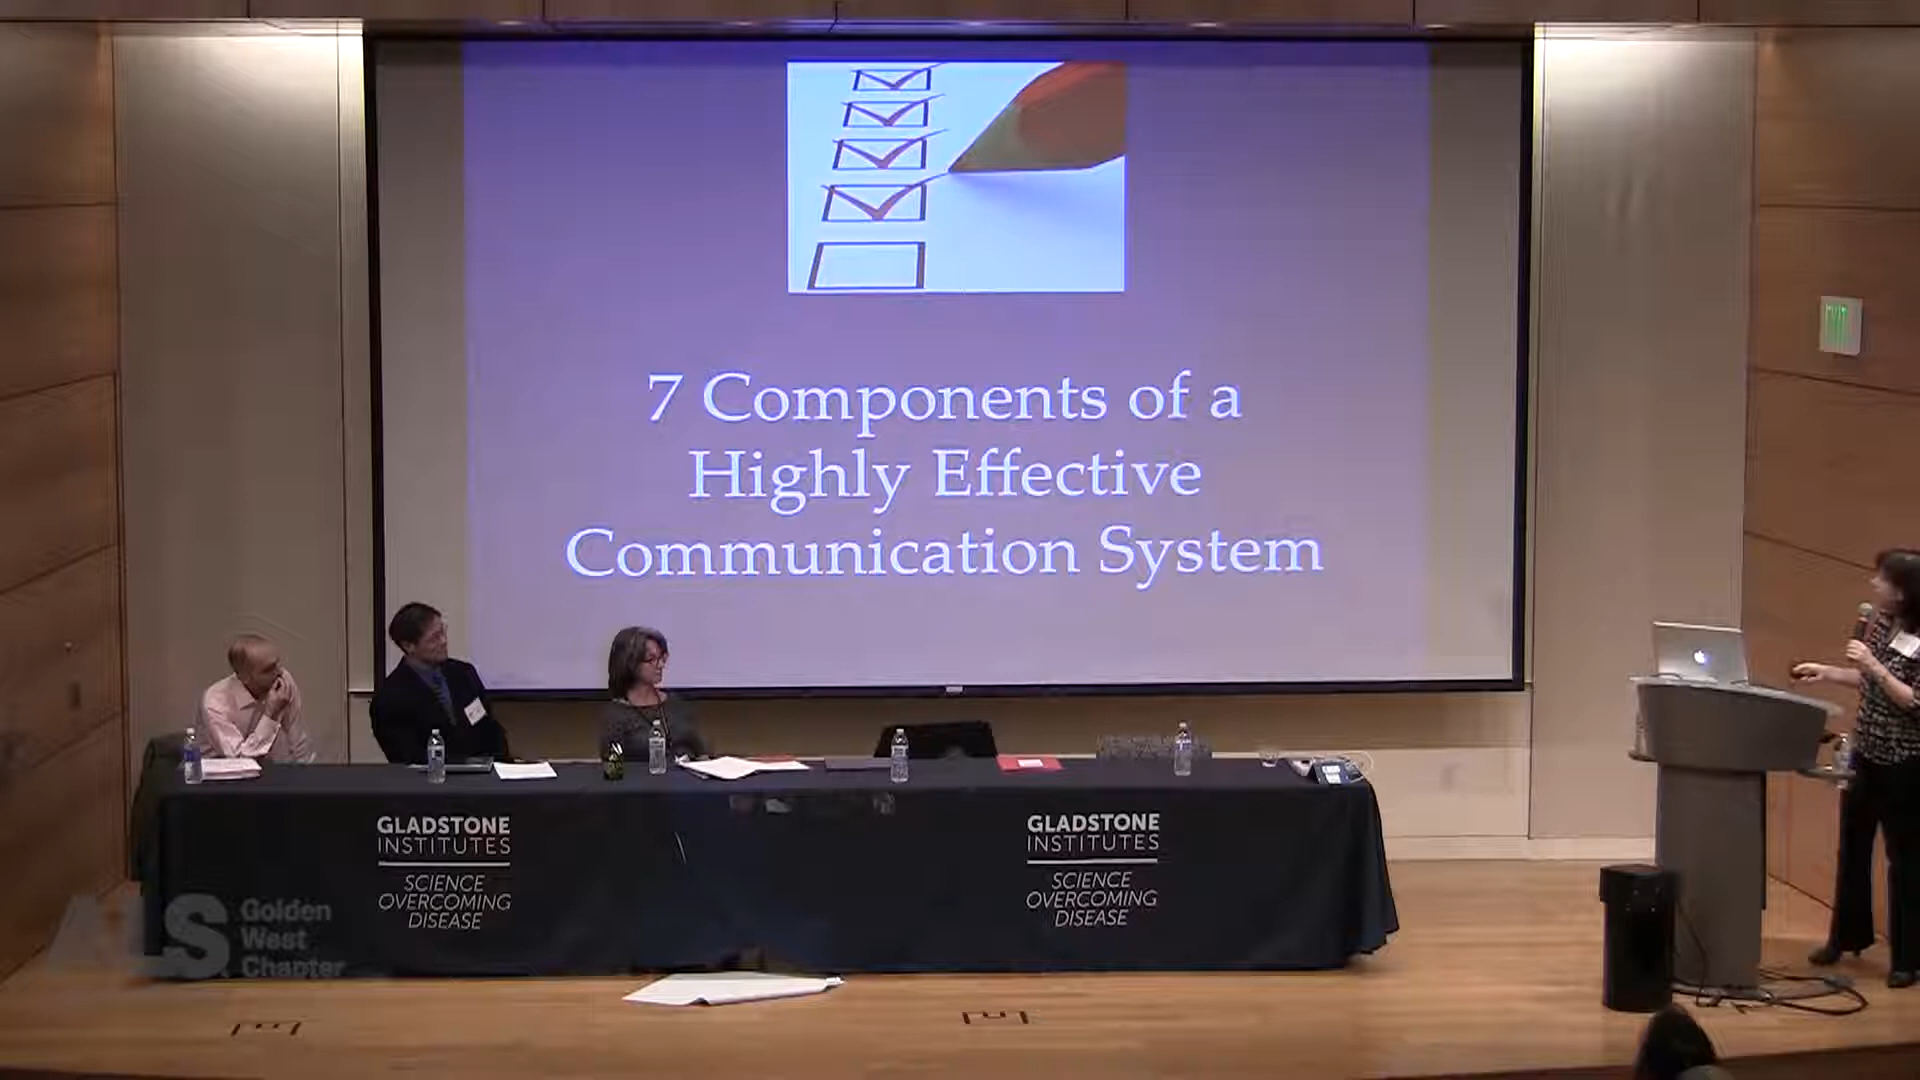 7 Components of a
Highly Effective
Communication System
GLADSTONE
INSTITUTES
SCIENCE
OVERCOMING
DISEASE
GLADSTONE
INSTITUTES
SCIENCE
OVERCOMING
DISEASE
ALS
Golden
West
Chapter